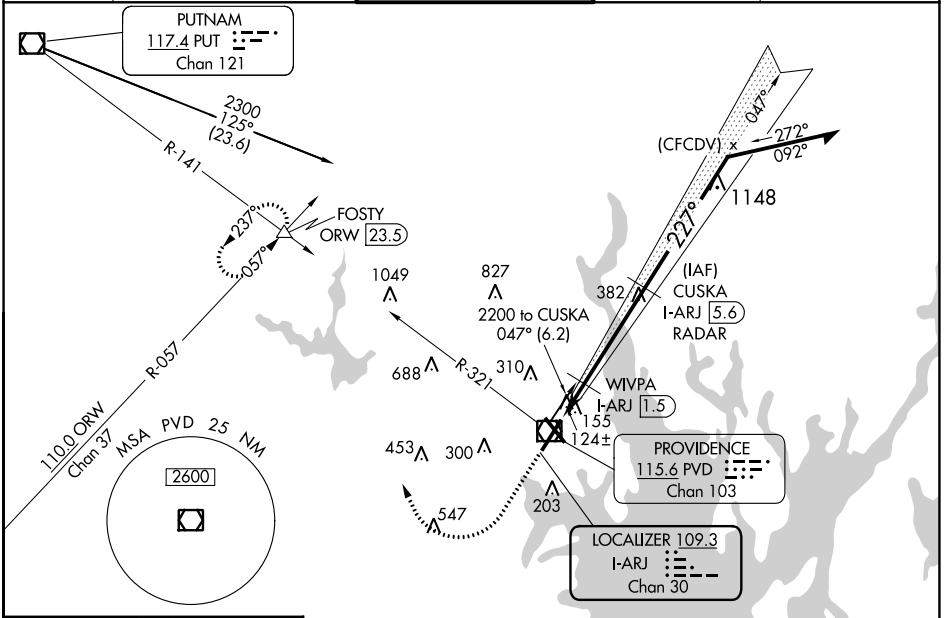 PUTNAM
117.4 PUT
Chan 121
2300
125°
(23.6)
R-141
047°
(CFCDV) x
272°
092°
1148
227°
237°
057°
FOSTY
ORW 23.5
1049
827
382
(IAF)
CUSKA
I-ARJ 5.6
RADAR
2200 to CUSKA
047° (6.2)
R-057
R-321
688
310
WIVPA
I-ARJ 1.5
155
124±
110.0 ORW
Chan 37
MSA PVD 25 NM
2600
453
300
PROVIDENCE
115.6 PVD
Chan 103
203
547
LOCALIZER 109.3
I-ARJ
Chan 30